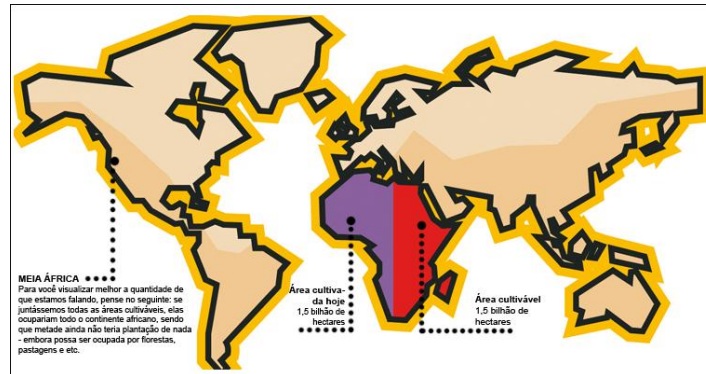 MEIA ÁFRICA
Para você visualizar melhor a quantidade de
que estamos falando, pense no seguinte: se
juntássemos todas as áreas cultiváveis, elas
ocupariam todo o continente africano, sendo
que metade ainda não teria plantação de nada
- embora possa ser ocupada por florestas,
pastagens e etc.
Área cultiva-
da hoje
1,5 bilhão de
hectares
Área cultivável
1,5 bilhão de
hectares